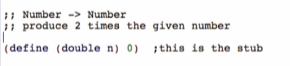 ;; Number -> Number
;; produce 2 times the given number
(define (double n) 0)  ;this is the stub